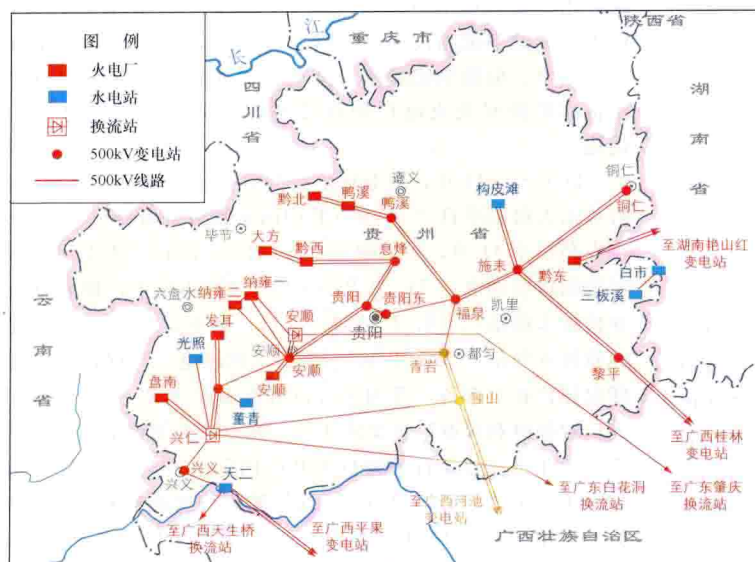 图 例
火电厂
水电站
换流站
500kV变电站
500kV线路
长
江
重庆市
陕西省
四
川
省
湖
南
省
云
南
省
贵州省
广西壮族自治区
遵义
铜仁
铜仁
毕节
六盘水
贵阳
凯里
都匀
安顺
兴义
黔北
鸭溪
鸭溪
构皮滩
大方
黔西
息烽
施末
黔东
至湖南艳山红
变电站
白市
三板溪
纳雍一
纳雍二
贵阳
贵阳东
福泉
发耳
安顺
光照
安顺
安顺
青岩
黎平
盘南
董青
独山
兴仁
兴义
天二
至广西桂林
变电站
至广东白花洞
换流站
至广东肇庆
换流站
至广西河池
变电站
至广西天生桥
换流站
至广西平果
变电站